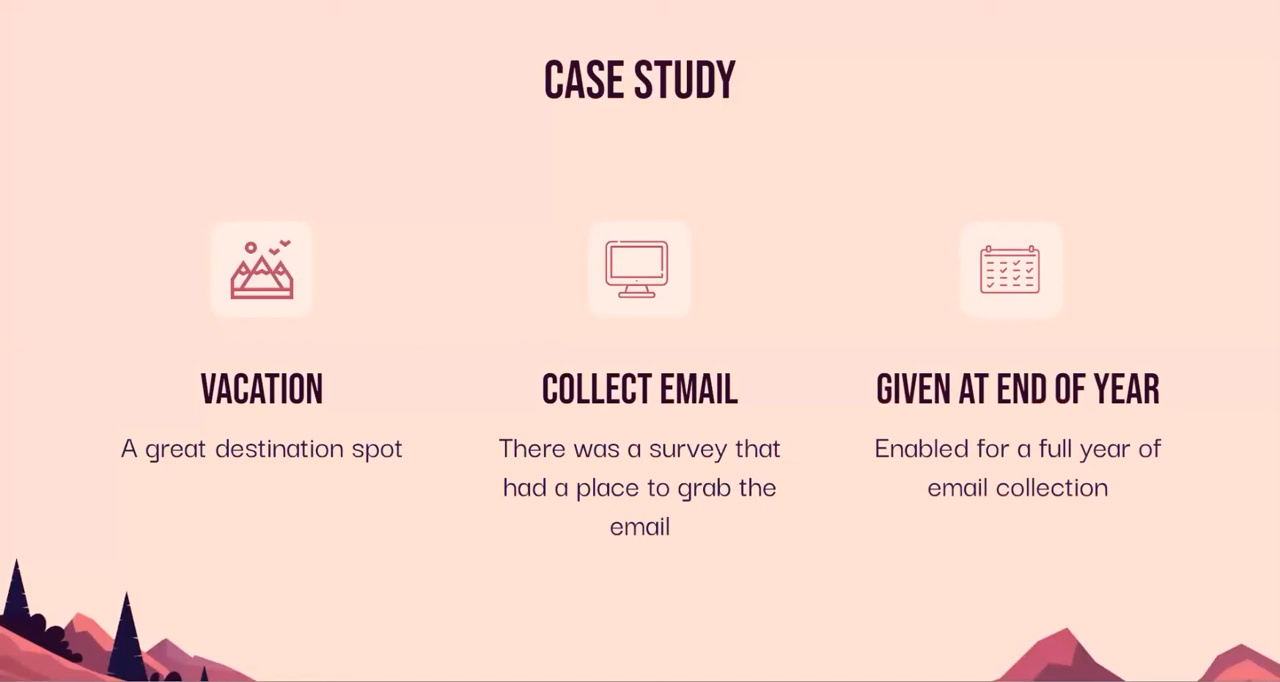 CASE STUDY
VACATION
A great destination spot
COLLECT EMAIL
There was a survey that
had a place to grab the
email
GIVEN AT END OF YEAR
Enabled for a full year of
email collection